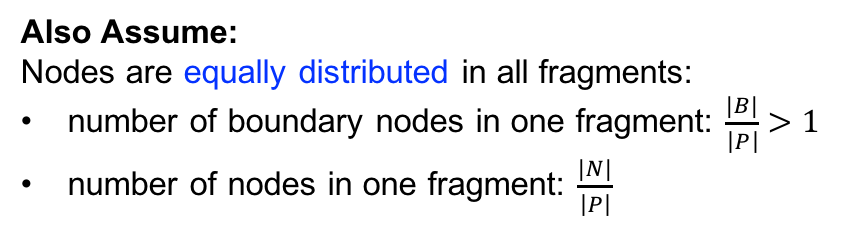 Also Assume:
Nodes are equally distributed in all fragments:
• number of boundary nodes in one fragment: |B|/|P| > 1
• number of nodes in one fragment: |N|/|P|